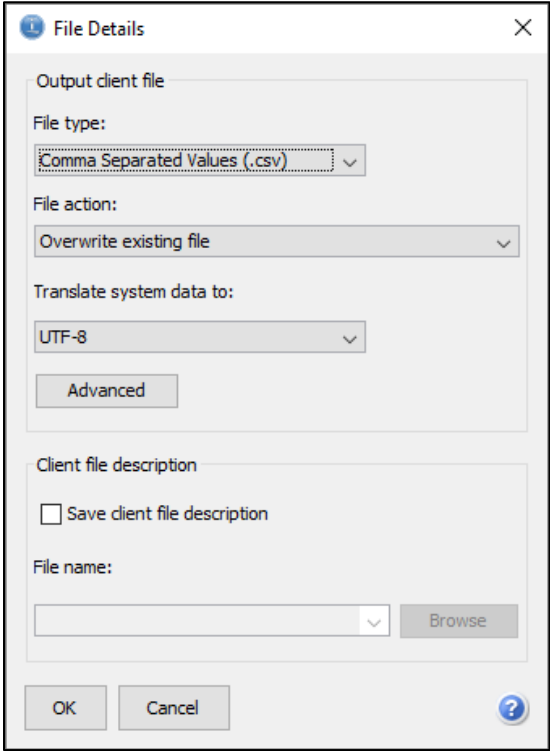 File Details
Output client file
File type:
Comma Separated Values (.csv)
File action:
Overwrite existing file
Translate system data to:
UTF-8
Advanced
Client file description
Save client file description
File name:
Browse
OK Cancel ?